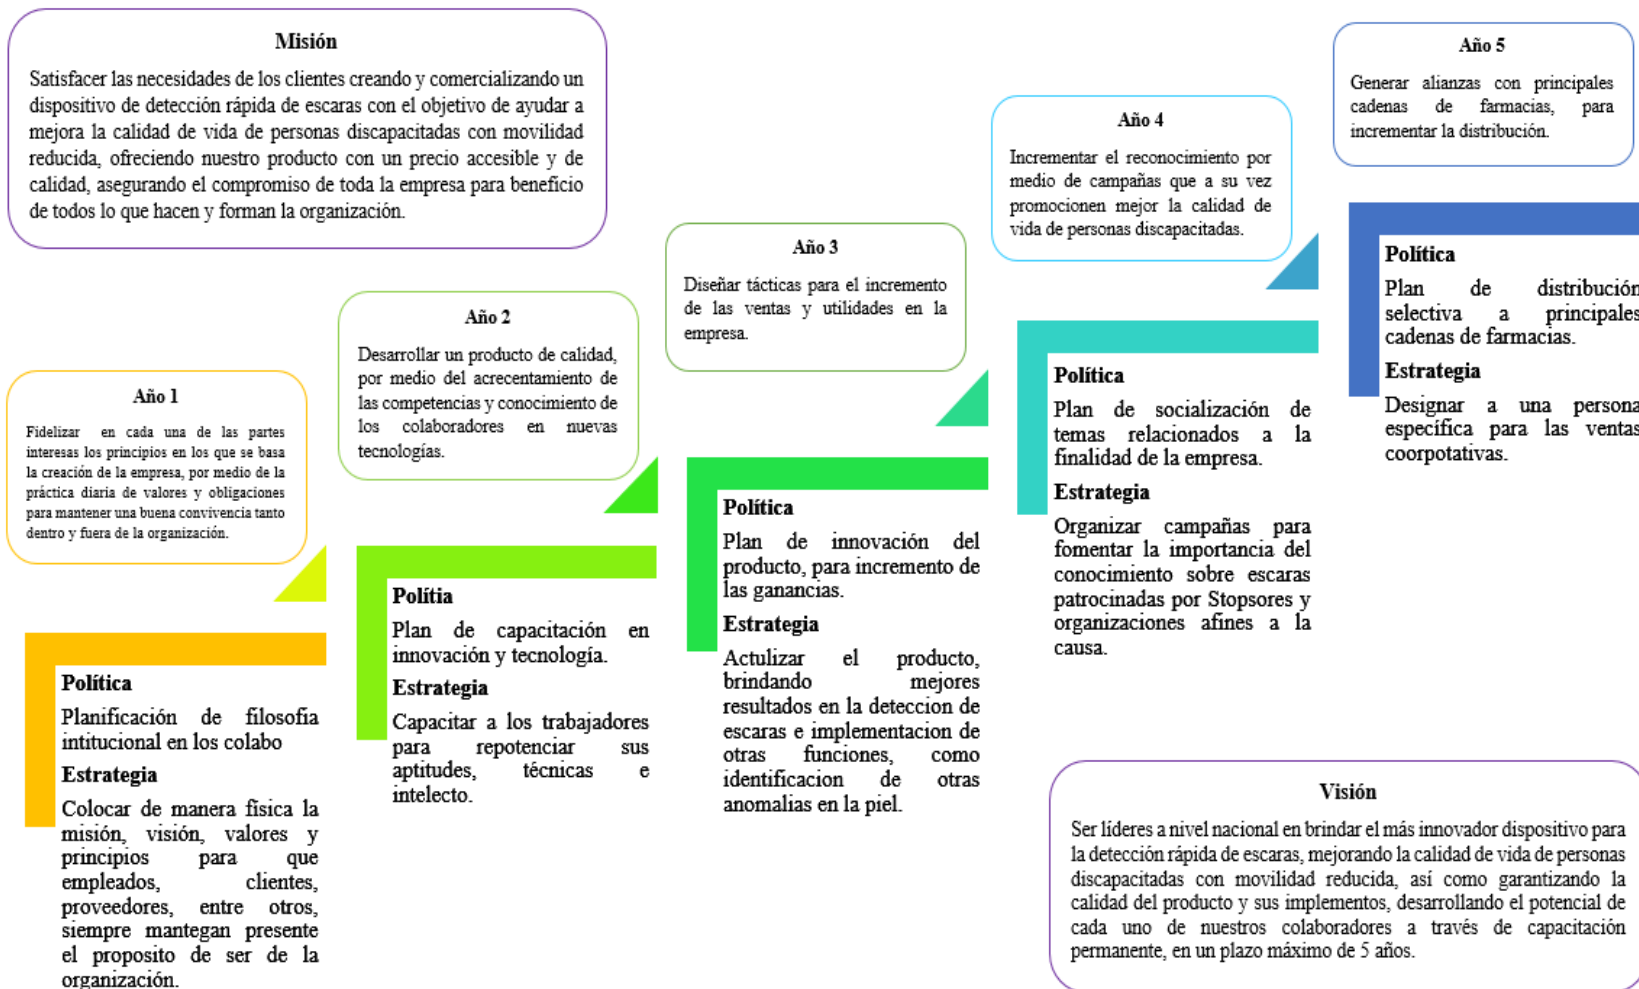 Misión
Satisfacer las necesidades de los clientes creando y comercializando un
dispositivo de detección rápida de escaras con el objetivo de ayudar a
mejora la calidad de vida de personas discapacitadas con movilidad
reducida, ofreciendo nuestro producto con un precio accesible y de
calidad, asegurando el compromiso de toda la empresa para beneficio
de todos lo que hacen y forman la organización.
Año 1
Fidelizar en cada una de las partes
interesas los principios en los que se basa
la creación de la empresa, por medio de la
práctica diaria de valores y obligaciones
para mantener una buena convivencia tanto
dentro y fuera de la organización.
Política
Planificación de filosofía
intitucional en los colabo
Estrategia
Colocar de manera física la
misión, visión, valores y
principios para que
empleados, clientes,
proveedores, entre otros,
siempre mantegan presente
el proposito de ser de la
organización.
Año 2
Desarrollar un producto de calidad,
por medio del acrecentamiento de
las competencias y conocimiento de
los colaboradores en nuevas
tecnologías.
Polítia
Plan de capacitación en
innovación y tecnología.
Estrategia
Capacitar a los trabajadores
para repotenciar sus
aptitudes, técnicas e
intelecto.
Año 3
Diseñar tácticas para el incremento
de las ventas y utilidades en la
empresa.
Política
Plan de innovación del
producto, para incremento de
las ganancias.
Estrategia
Actulizar el producto,
brindando mejores
resultados en la detección de
escaras e implementacion de
otras funciones, como
identificacion de otras
anomalias en la piel.
Año 4
Incrementar el reconocimiento por
medio de campañas que a su vez
promocionen mejor la calidad de
vida de personas discapacitadas.
Política
Plan de socialización de
temas relacionados a la
finalidad de la empresa.
Estrategia
Organizar campañas para
fomentar la importancia del
conocimiento sobre escaras
patrocinadas por Stopsores y
organizaciones afines a la
causa.
Año 5
Generar alianzas con principales
cadenas de farmacias, para
incrementar la distribución.
Política
Plan de distribución
selectiva a principales
cadenas de farmacias.
Estrategia
Designar a una persona
específica para las ventas
coorpotativas.
Visión
Ser líderes a nivel nacional en brindar el más innovador dispositivo para
la detección rápida de escaras, mejorando la calidad de vida de personas
discapacitadas con movilidad reducida, así como garantizando la
calidad del producto y sus implementos, desarrollando el potencial de
cada uno de nuestros colaboradores a través de capacitación
permanente, en un plazo máximo de 5 años.